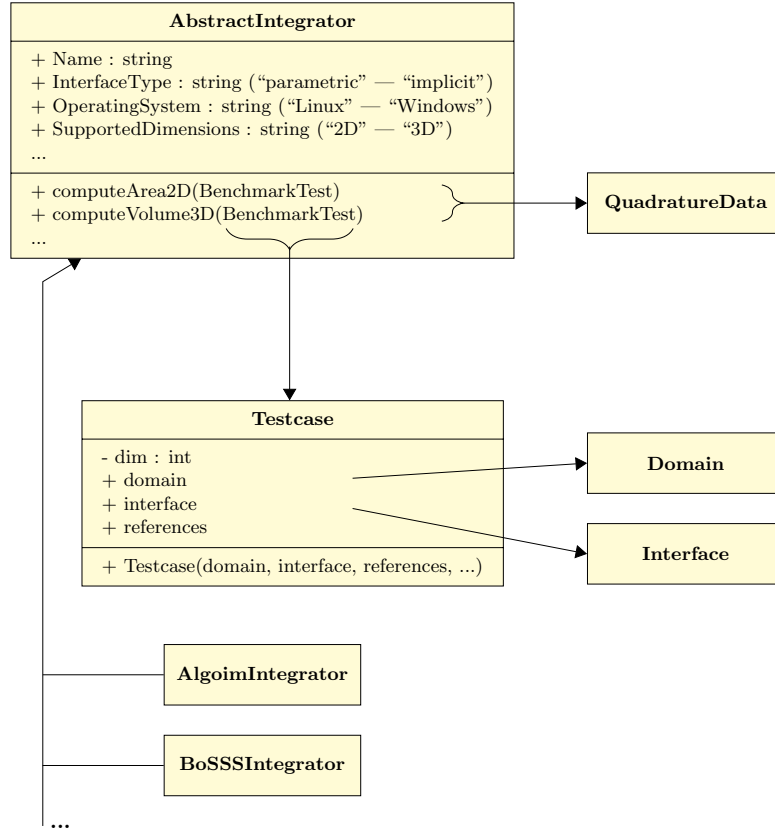 AbstractIntegrator
+ Name : string
+ InterfaceType : string (“parametric” — “implicit”)
+ OperatingSystem : string (“Linux” — “Windows”)
+ SupportedDimensions : string (“2D” — “3D”)
...
+ computeArea2D(BenchmarkTest)
+ computeVolume3D(BenchmarkTest)
...
QuadratureData
Testcase
- dim : int
+ domain
+ interface
+ references
+ Testcase(domain, interface, references, ...)
Domain
Interface
AlgoimIntegrator
BoSSSIntegrator
...